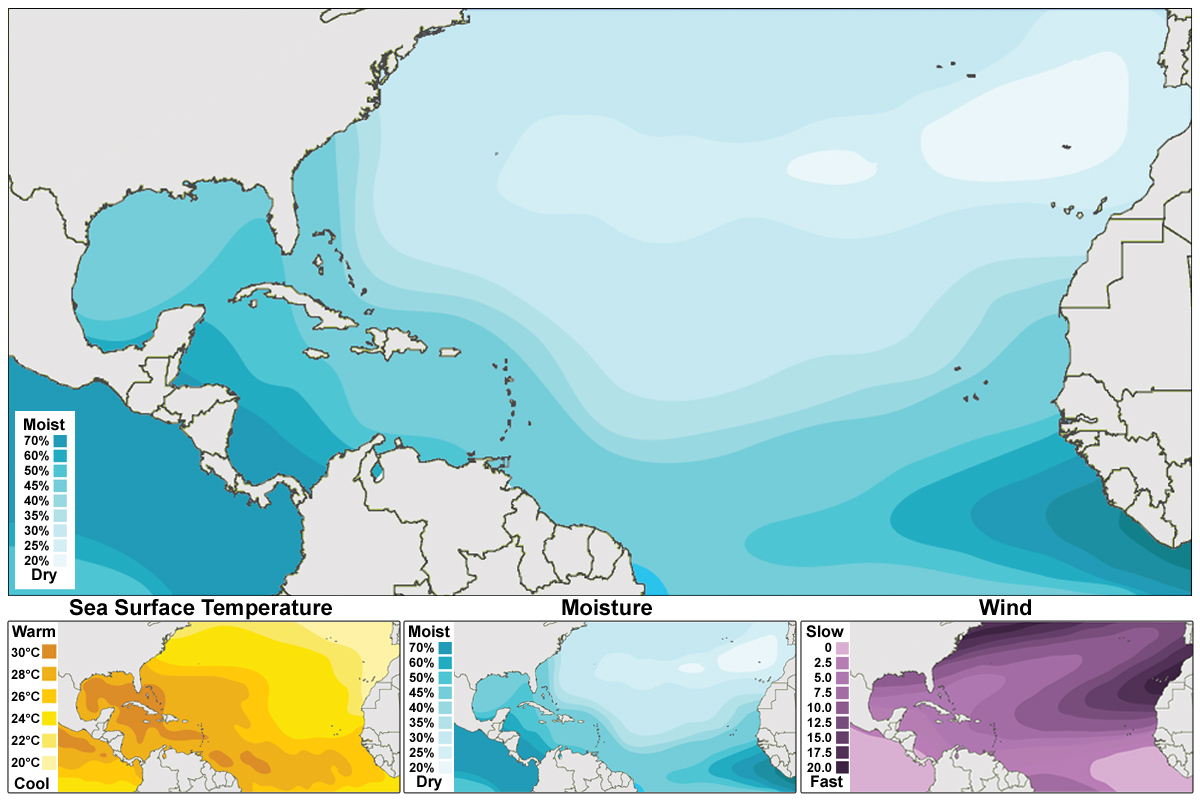 Moist
70%
60%
50%
45%
40%
35%
30%
25%
20%
Dry
Sea Surface Temperature
Moisture
Wind
Warm
30°C
28°C
26°C
24°C
22°C
20°C
Cool
Moist
70%
60%
50%
45%
40%
35%
30%
25%
20%
Dry
Slow
0
2.5
5.0
7.5
10.0
12.5
15.0
17.5
20.0
Fast